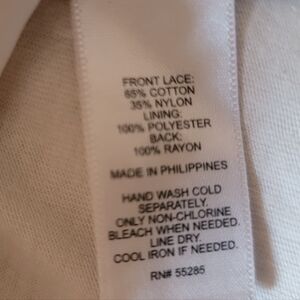 FRONT LACE:
65% COTTON
35% NYLON
LINING:
100% POLYESTER
BACK:
100% RAYON
MADE IN PHILIPPINES
HAND WASH COLD
SEPARATELY.
ONLY NON-CHLORINE
BLEACH WHEN NEEDED.
LINE DRY.
COOL IRON IF NEEDED.
RN# 55285